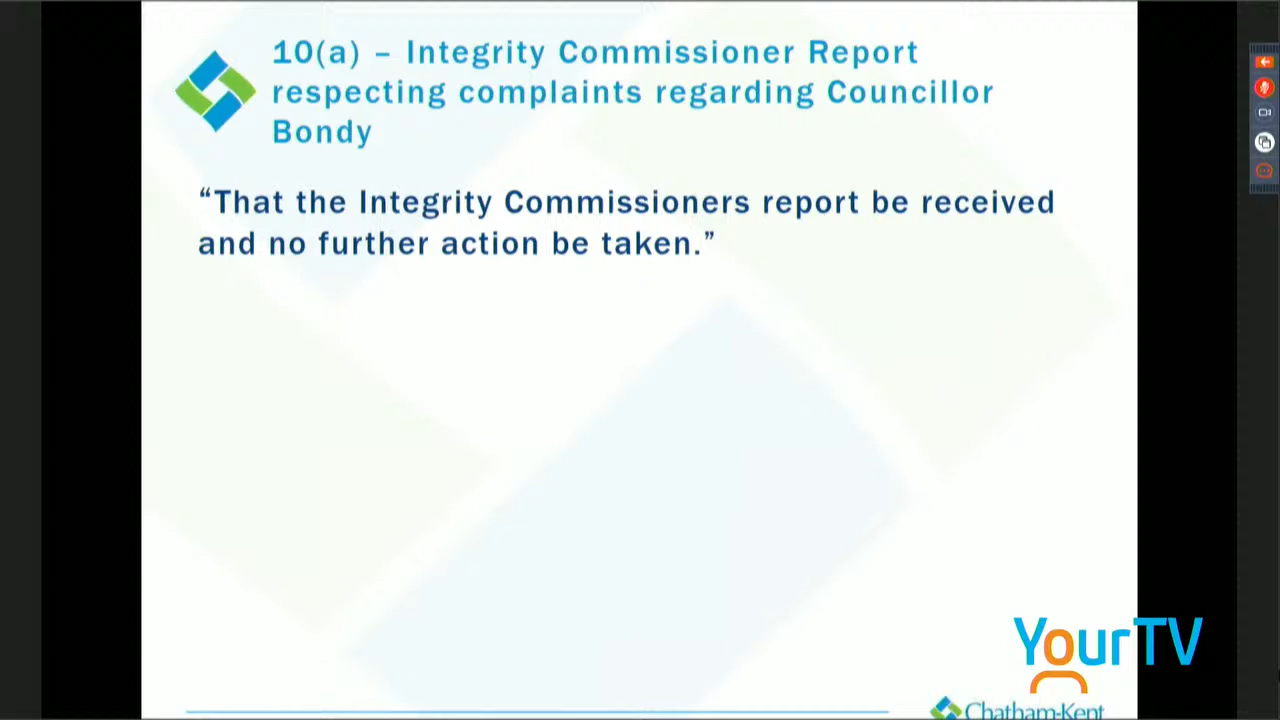 10(a) – Integrity Commissioner Report
respecting complaints regarding Councillor
Bondy
“That the Integrity Commissioners report be received
and no further action be taken.”
YourTV
Chatham-Kent